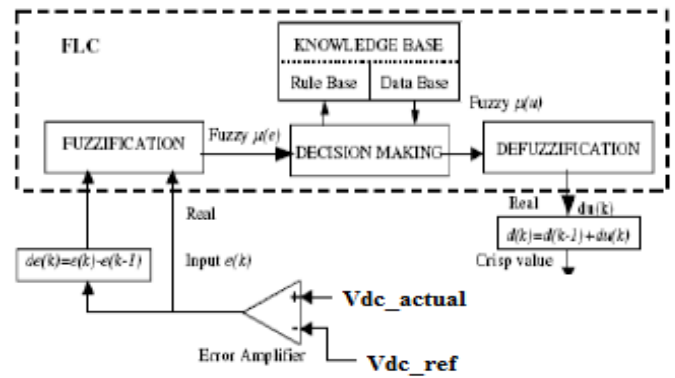 FLC
KNOWLEDGE BASE
Rule Base
Data Base
Fuzzy μ(u)
FUZZIFICATION
Fuzzy μ(e)
DECISION MAKING
DEFUZZIFICATION
Real
Real
du(k)
de(k)=e(k)-e(k-1)
Input e(k)
d(k)=d(k-1)+du(k)
Crisp value
+
Vdc_actual
-
Error Amplifier
Vdc_ref